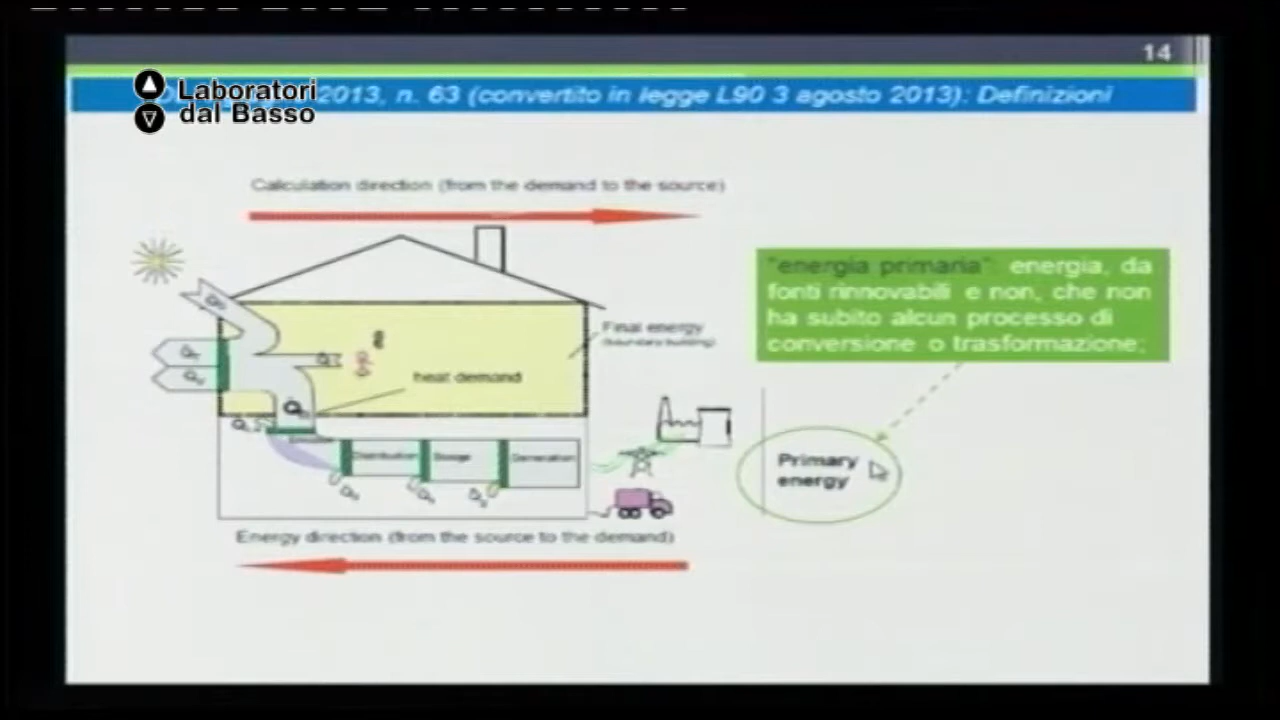 14
Laboratori
dal Basso
2013, n. 63 (convertito in legge L90 3 agosto 2013): Definizioni
Calculation direction (from the demand to the source)
"energia primaria": energia, da
fonti rinnovabili e non, che non
ha subito alcun processo di
conversione o trasformazione;
Final energy
(boundary building)
heat demand
Distribution
Storage
Generation
Primary
energy
Energy direction (from the source to the demand)